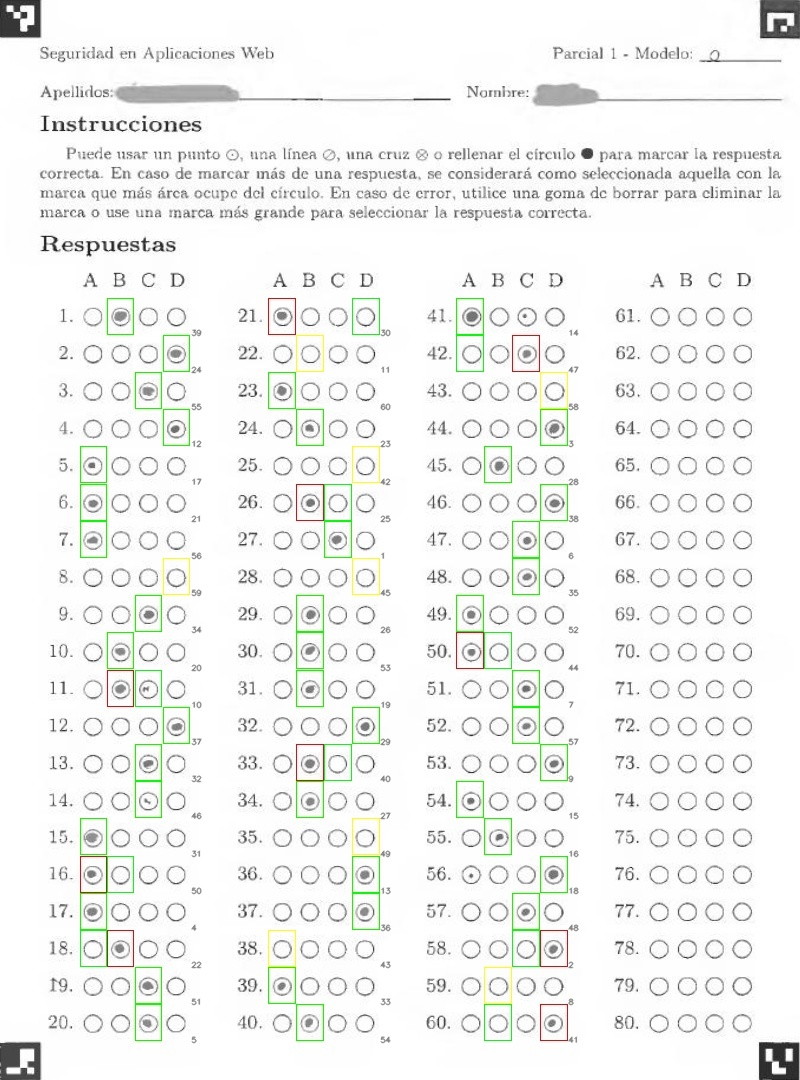 Seguridad en Aplicaciones Web Parcial 1 - Modelo: 0
Apellidos: Nombre:
Instrucciones
Puede usar un punto ⊙, una línea ⊘, una cruz ⊗ o rellenar el círculo ● para marcar la respuesta
correcta. En caso de marcar más de una respuesta, se considerará como seleccionada aquella con la
marca que más área ocupe del círculo. En caso de error, utilice una goma de borrar para eliminar la
marca o use una marca más grande para seleccionar la respuesta correcta.
Respuestas
A B C D A B C D A B C D A B C D
1. 21. 41. 61.
39 30 14
2. 22. 42. 62.
24 11 47
3. 23. 43. 63.
55 60 58
4. 24. 44. 64.
12 23 3
5. 25. 45. 65.
17 42 28
6. 26. 46. 66.
21 25 38
7. 27. 47. 67.
56 1 6
8. 28. 48. 68.
59 45 35
9. 29. 49. 69.
34 26 52
10. 30. 50. 70.
20 53 44
11. 31. 51. 71.
10 19 7
12. 32. 52. 72.
37 29 57
13. 33. 53. 73.
32 40 9
14. 34. 54. 74.
46 27 15
15. 35. 55. 75.
31 49 16
16. 36. 56. 76.
50 13 18
17. 37. 57. 77.
4 36 48
18. 38. 58. 78.
22 43 2
19. 39. 59. 79.
51 33 8
20. 40. 60. 80.
5 54 41